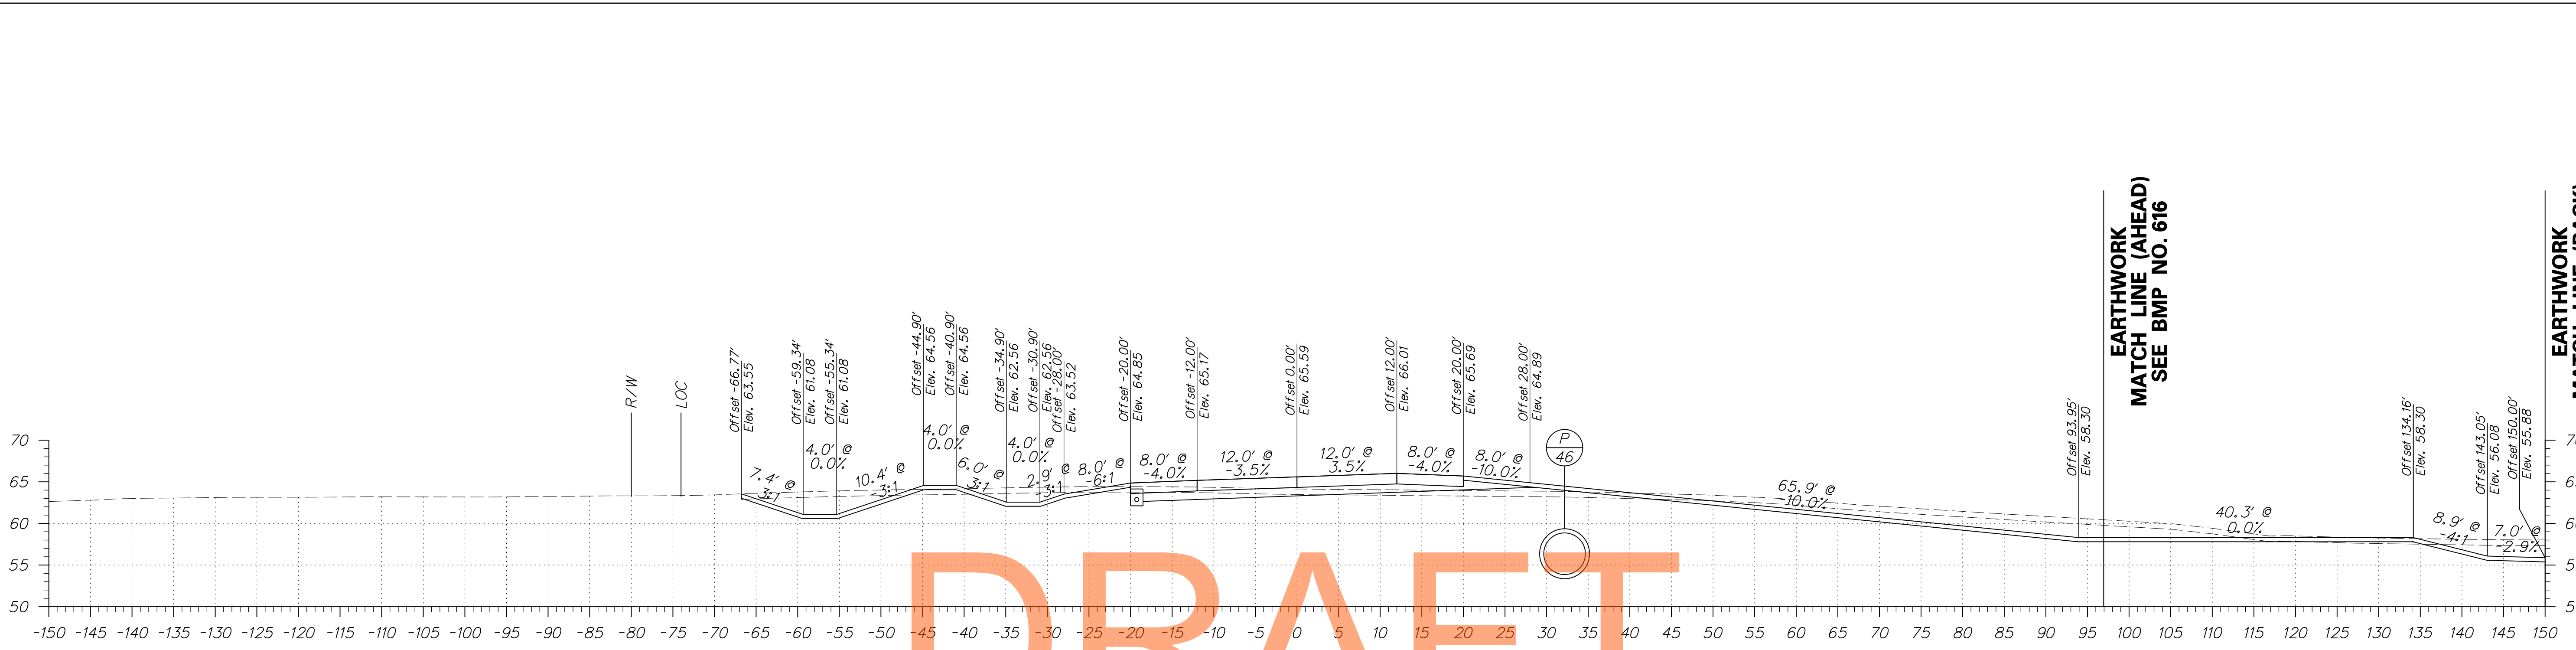 EARTHWORK
MATCH LINE (AHEAD)
SEE BMP NO. 616
EARTHWORK
R/W
LOC
Offset -66.77'
Elev. 63.55
Offset -59.34'
Elev. 61.08
Offset -55.34'
Elev. 61.08
Offset -44.90'
Elev. 64.56
Offset -40.90'
Elev. 64.56
Offset -34.90'
Elev. 62.56
Offset -30.90'
Elev. 62.56
Offset -28.00'
Elev. 63.52
Offset -20.00'
Elev. 64.85
Offset -12.00'
Elev. 65.17
Offset 0.00'
Elev. 65.59
Offset 12.00'
Elev. 66.01
Offset 20.00'
Elev. 65.69
Offset 28.00'
Elev. 64.89
Offset 93.95'
Elev. 58.30
Offset 134.16'
Elev. 58.30
Offset 143.05'
Elev. 56.08
Offset 150.00'
Elev. 55.88
7.4' @
-3:1
4.0' @
0.0%
10.4' @
-3:1
4.0' @
0.0%
6.0' @
3:1
4.0' @
0.0%
2.9' @
-3:1
8.0' @
-6:1
8.0' @
-4.0%
12.0' @
-3.5%
12.0' @
3.5%
8.0' @
-4.0%
8.0' @
-10.0%
P
46
65.9' @
-10.0%
40.3' @
0.0%
8.9' @
-4:1
7.0' @
-2.9%
70
65
60
55
50
DRAFT
-150 -145 -140 -135 -130 -125 -120 -115 -110 -105 -100 -95 -90 -85 -80 -75 -70 -65 -60 -55 -50 -45 -40 -35 -30 -25 -20 -15 -10 -5 0 5 10 15 20 25 30 35 40 45 50 55 60 65 70 75 80 85 90 95 100 105 110 115 120 125 130 135 140 145 150